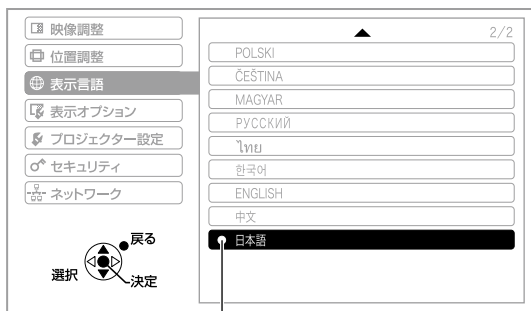 映像調整
位置調整
表示言語
表示オプション
プロジェクター設定
セキュリティ
ネットワーク
戻る
選択
決定
2/2
POLSKI
ČEŠTINA
MAGYAR
РУССКИЙ
ไทย
한국어
ENGLISH
中文
日本語